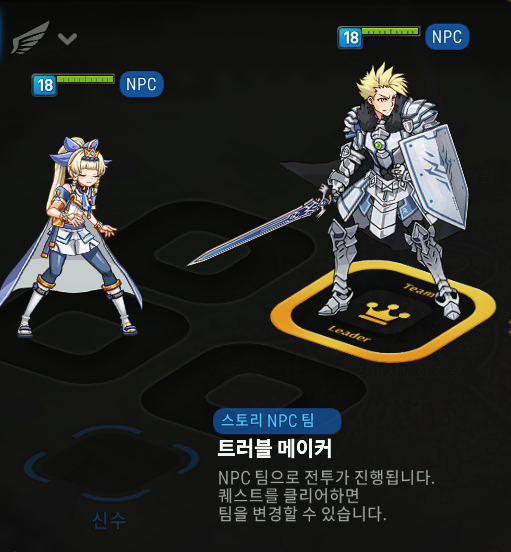 18 NPC
18 NPC
Team
Leader
스토리 NPC 팀
트러블 메이커
NPC 팀으로 전투가 진행됩니다.
퀘스트를 클리어하면
팀을 변경할 수 있습니다.
신수